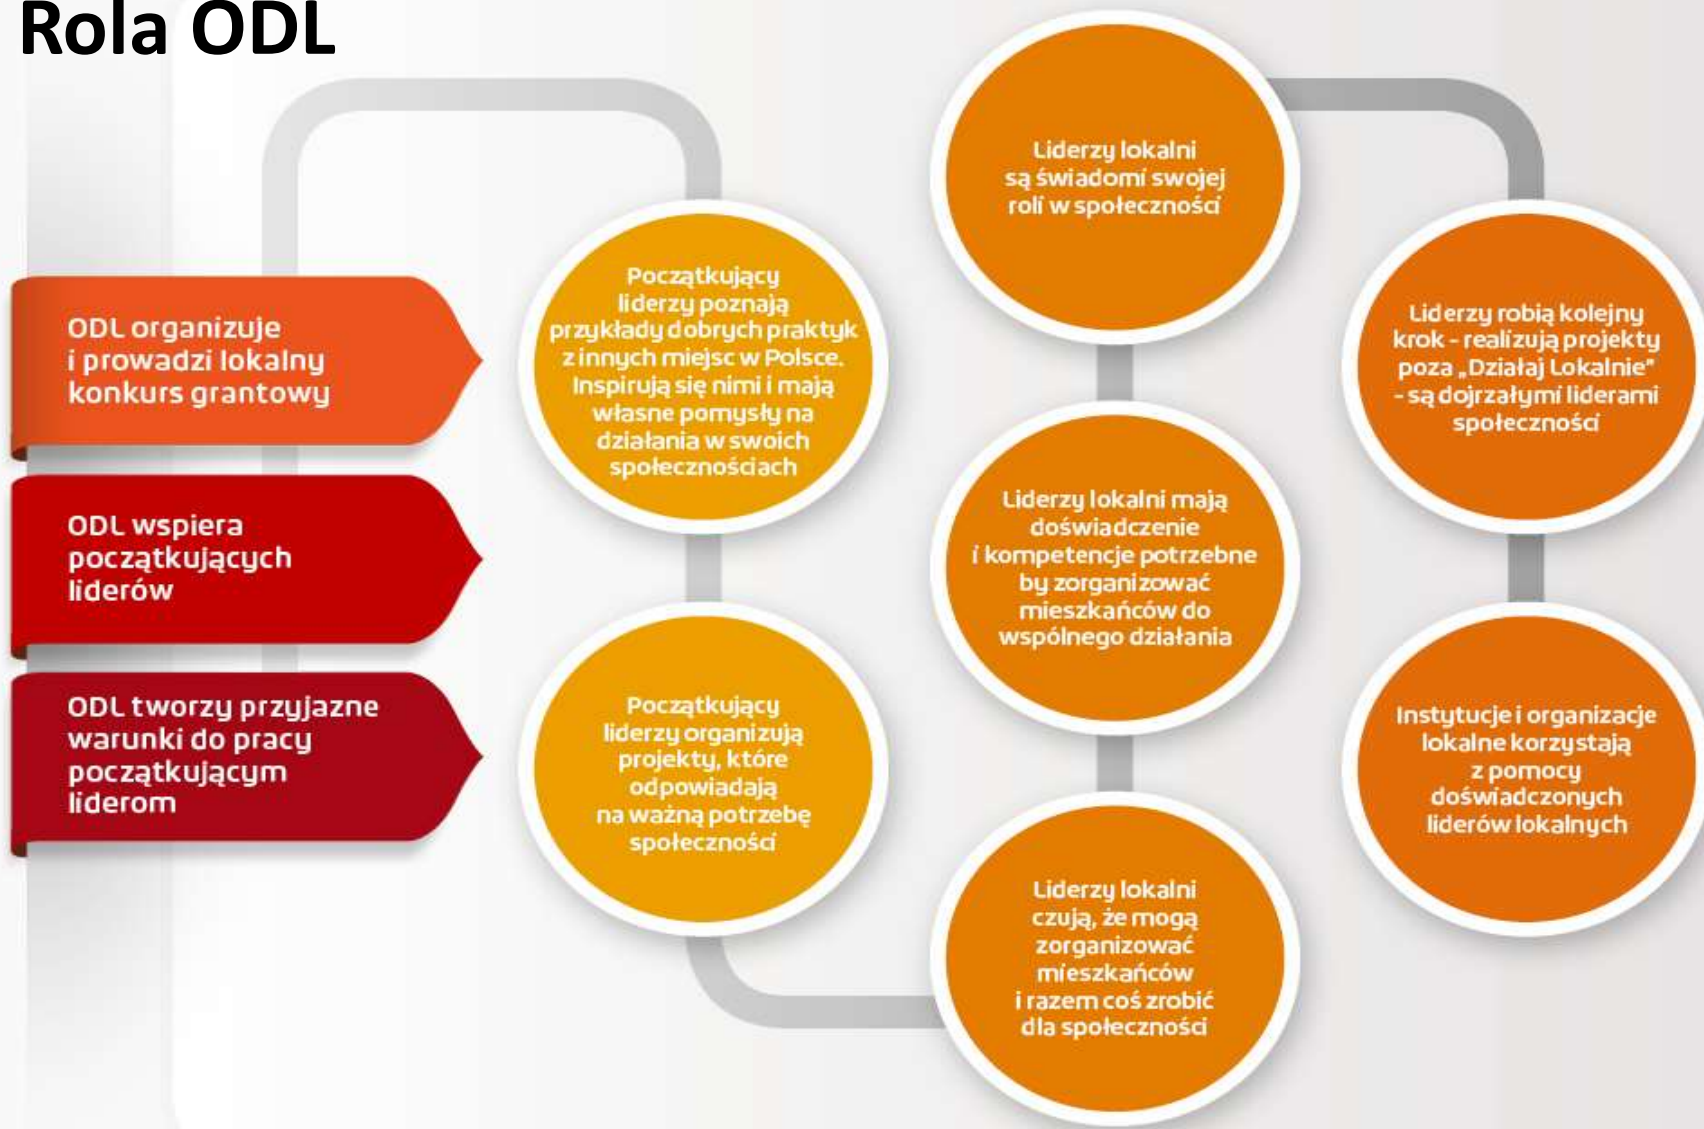 Rola ODL
ODL organizuje
i prowadzi lokalny
konkurs grantowy
ODL wspiera
początkujących
liderów
ODL tworzy przyjazne
warunki do pracy
początkującym
liderom
Początkujący
liderzy poznają
przykłady dobrych praktyk
z innych miejsc w Polsce.
Inspirują się nimi i mają
własne pomysły na
działania w swoich
społecznościach
Początkujący
liderzy organizują
projekty, które
odpowiadają
na ważną potrzebę
społeczności
Liderzy lokalni
czują, że mogą
zorganizować
mieszkańców
i razem coś zrobić
dla społeczności
Liderzy lokalni mają
doświadczenie
i kompetencje potrzebne
by zorganizować
mieszkańców do
wspólnego działania
Liderzy lokalni
są świadomi swojej
roli w społeczności
Liderzy robią kolejny
krok - realizują projekty
poza „Działaj Lokalnie”
- są dojrzałymi liderami
społeczności
Instytucje i organizacje
lokalne korzystają
z pomocy
doświadczonych
liderów lokalnych